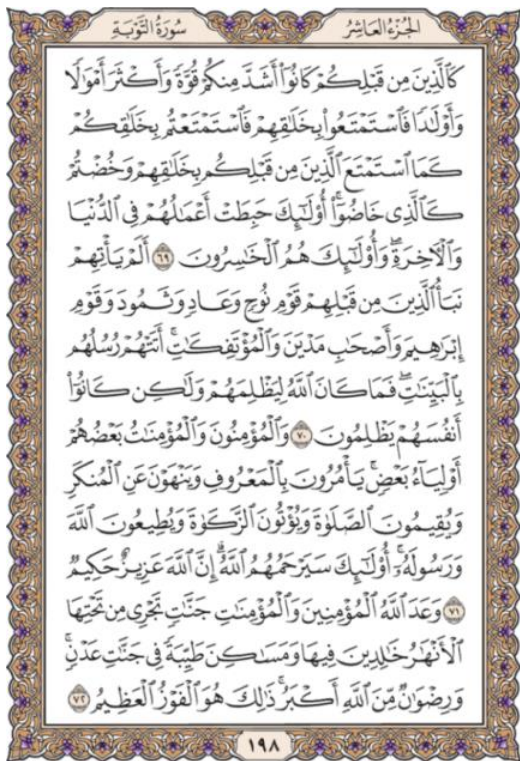 الجزء العاشر
سورة التوبة
كَٱلَّذِينَ مِن قَبْلِكُمْ كَانُوٓا۟ أَشَدَّ مِنكُمْ قُوَّةً وَأَكْثَرَ أَمْوَٰلًا
وَأَوْلَٰدًا فَٱسْتَمْتَعُوا۟ بِخَلَٰقِهِمْ فَٱسْتَمْتَعْتُم بِخَلَٰقِكُمْ
كَمَا ٱسْتَمْتَعَ ٱلَّذِينَ مِن قَبْلِكُم بِخَلَٰقِهِمْ وَخُضْتُمْ
كَٱلَّذِى خَاضُوٓا۟ ۚ أُو۟لَٰٓئِكَ حَبِطَتْ أَعْمَٰلُهُمْ فِى ٱلدُّنْيَا
وَٱلْـَٔاخِرَةِ ۖ وَأُو۟لَٰٓئِكَ هُمُ ٱلْخَٰسِرُونَ ٦٩ أَلَمْ يَأْتِهِمْ
نَبَأُ ٱلَّذِينَ مِن قَبْلِهِمْ قَوْمِ نُوحٍ وَعَادٍ وَثَمُودَ وَقَوْمِ
إِبْرَٰهِيمَ وَأَصْحَٰبِ مَدْيَنَ وَٱلْمُؤْتَفِكَٰتِ ۚ أَتَتْهُمْ رُسُلُهُم
بِٱلْبَيِّنَٰتِ ۖ فَمَا كَانَ ٱللَّهُ لِيَظْلِمَهُمْ وَلَٰكِن كَانُوٓا۟
أَنفُسَهُمْ يَظْلِمُونَ ٧٠ وَٱلْمُؤْمِنُونَ وَٱلْمُؤْمِنَٰتُ بَعْضُهُمْ
أَوْلِيَآءُ بَعْضٍ ۚ يَأْمُرُونَ بِٱلْمَعْرُوفِ وَيَنْهَوْنَ عَنِ ٱلْمُنكَرِ
وَيُقِيمُونَ ٱلصَّلَوٰةَ وَيُؤْتُونَ ٱلزَّكَوٰةَ وَيُطِيعُونَ ٱللَّهَ
وَرَسُولَهُۥٓ ۚ أُو۟لَٰٓئِكَ سَيَرْحَمُهُمُ ٱللَّهُ ۗ إِنَّ ٱللَّهَ عَزِيزٌ حَكِيمٌ
٧١ وَعَدَ ٱللَّهُ ٱلْمُؤْمِنِينَ وَٱلْمُؤْمِنَٰتِ جَنَّٰتٍ تَجْرِى مِن تَحْتِهَا
ٱلْأَنْهَٰرُ خَٰلِدِينَ فِيهَا وَمَسَٰكِنَ طَيِّبَةً فِى جَنَّٰتِ عَدْنٍ ۚ
وَرِضْوَٰنٌ مِّنَ ٱللَّهِ أَكْبَرُ ۚ ذَٰلِكَ هُوَ ٱلْفَوْزُ ٱلْعَظِيمُ ٧٢
١٩٨